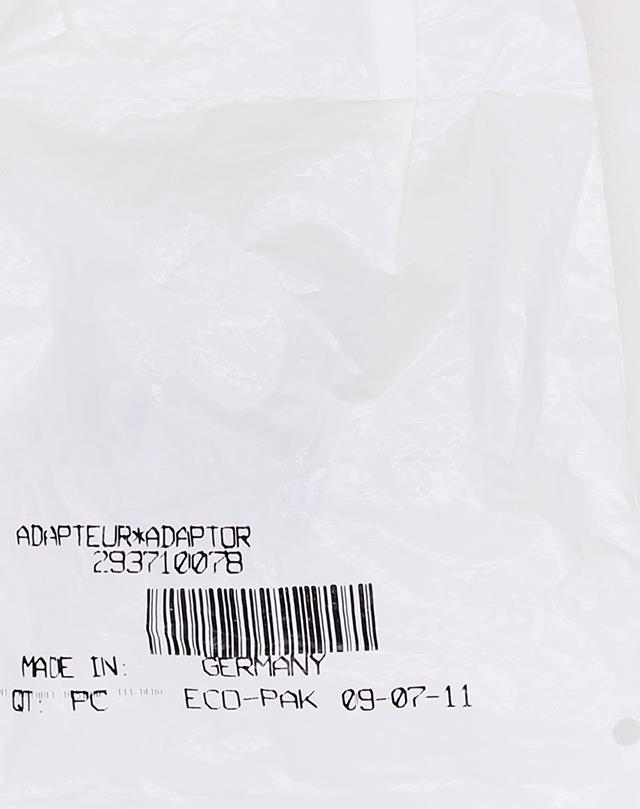 ADAPTEUR*ADAPTOR
293710078
MADE IN: GERMANY
QT: PC ECO-PAK 09-07-11